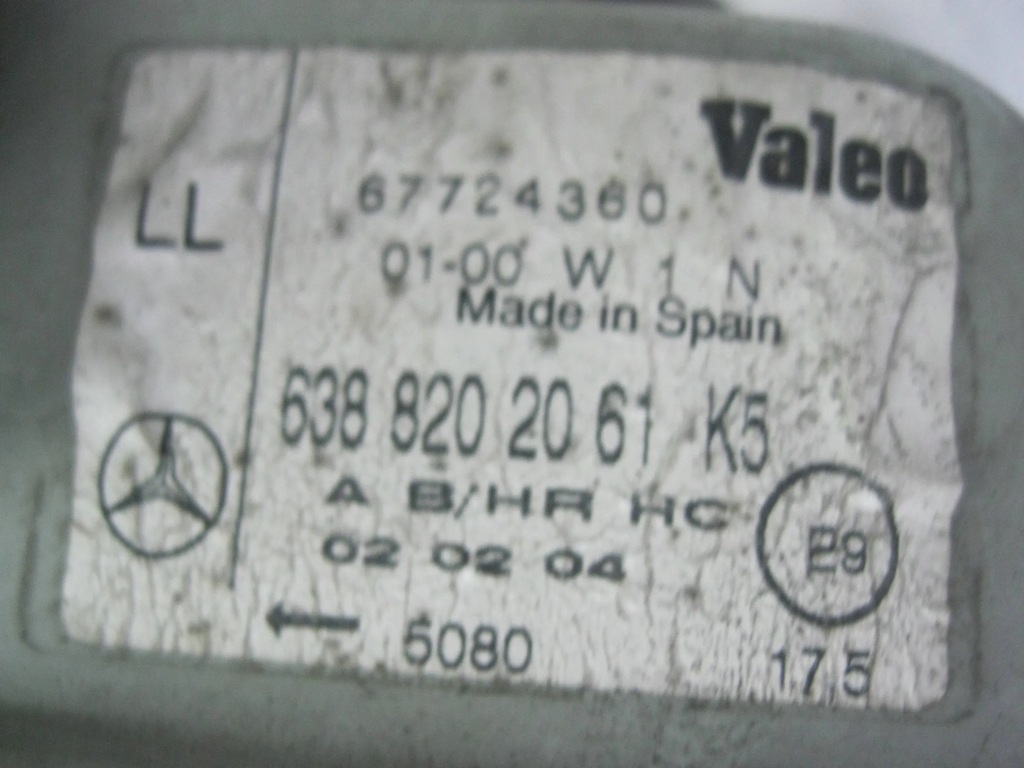 Valeo
LL
67724360
01-00 W 1 N
Made in Spain
638 820 20 61 K5
A B/HR HC
02 02 04
E9
5080
17,5